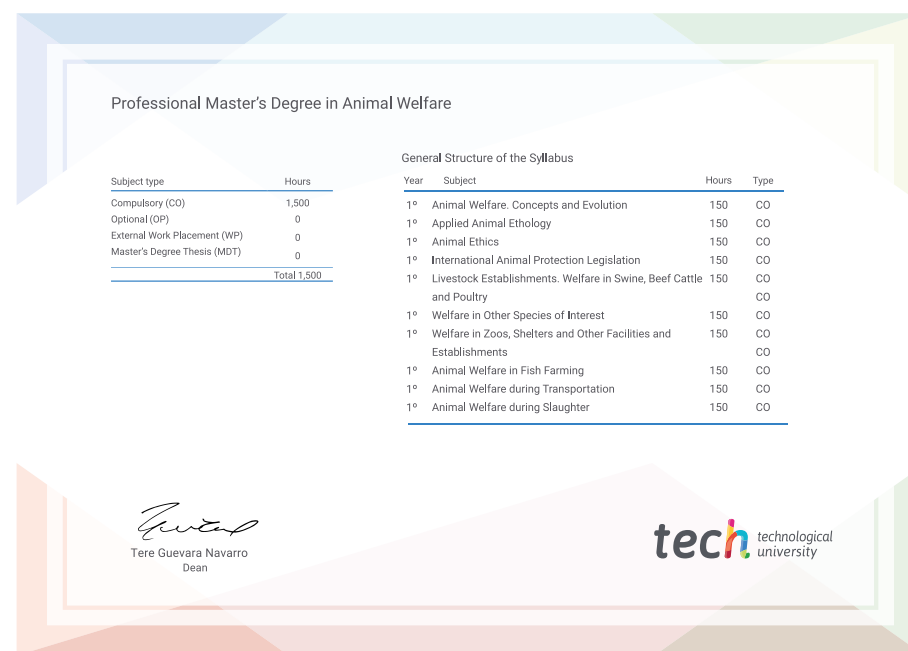 Professional Master's Degree in Animal Welfare
Subject type Hours
Compulsory (CO) 1,500
Optional (OP) 0
External Work Placement (WP) 0
Master's Degree Thesis (MDT) 0
Total 1,500
General Structure of the Syllabus
Year Subject Hours Type
1º Animal Welfare. Concepts and Evolution 150 CO
1º Applied Animal Ethology 150 CO
1º Animal Ethics 150 CO
1º International Animal Protection Legislation 150 CO
1º Livestock Establishments. Welfare in Swine, Beef Cattle 150 CO
and Poultry CO
1º Welfare in Other Species of Interest 150 CO
1º Welfare in Zoos, Shelters and Other Facilities and 150 CO
Establishments CO
1º Animal Welfare in Fish Farming 150 CO
1º Animal Welfare during Transportation 150 CO
1º Animal Welfare during Slaughter 150 CO
Tere Guevara Navarro
Dean
tech technological
university